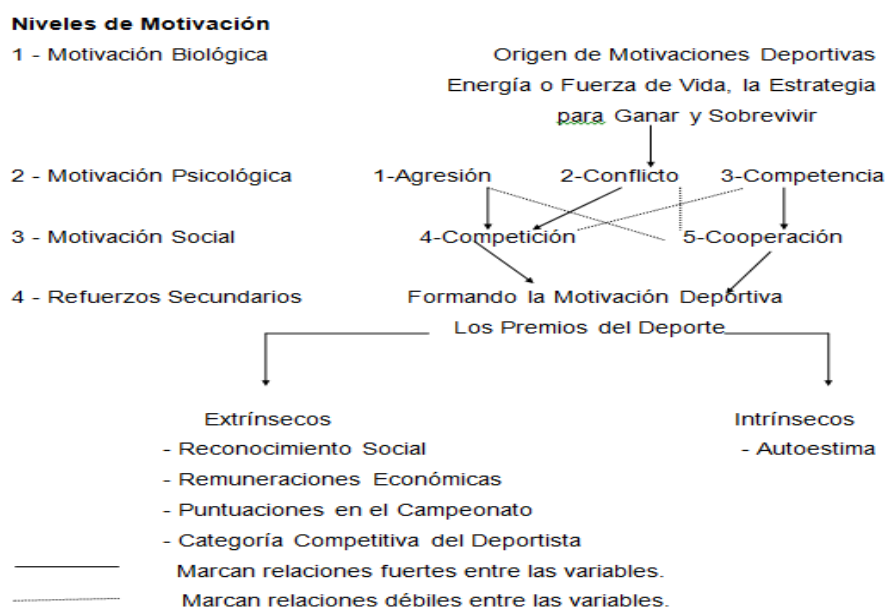 Niveles de Motivación
1 - Motivación Biológica Origen de Motivaciones Deportivas
Energía o Fuerza de Vida, la Estrategia
para Ganar y Sobrevivir
2 - Motivación Psicológica 1-Agresión 2-Conflicto 3-Competencia
3 - Motivación Social 4-Competición 5-Cooperación
4 - Refuerzos Secundarios Formando la Motivación Deportiva
Los Premios del Deporte
Extrínsecos Intrínsecos
- Reconocimiento Social - Autoestima
- Remuneraciones Económicas
- Puntuaciones en el Campeonato
- Categoría Competitiva del Deportista
Marcan relaciones fuertes entre las variables.
Marcan relaciones débiles entre las variables.